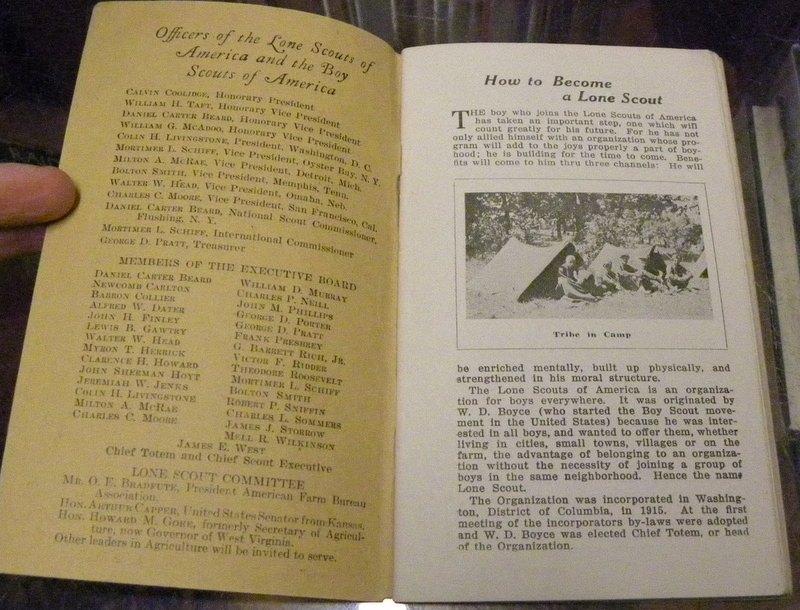 Officers of the Lone Scouts of
America and the Boy
Scouts of America
CALVIN COOLIDGE, Honorary President
WILLIAM H. TAFT, Honorary Vice President
DANIEL CARTER BEARD, Honorary Vice President
WILLIAM G. MCADOO, Honorary Vice President
COLIN H. LIVINGSTONE, President, Washington, D. C.
MORTIMER L. SCHIFF, Vice President, Oyster Bay, N. Y.
MILTON A. MCRAE, Vice President, Detroit, Mich.
BOLTON SMITH, Vice President, Memphis, Tenn.
WALTER W. HEAD, Vice President, Omaha, Neb.
CHARLES C. MOORE, Vice President, San Francisco, Cal.
DANIEL CARTER BEARD, National Scout Commissioner,
Flushing, N. Y.
MORTIMER L. SCHIFF, International Commissioner
GEORGE D. PRATT, Treasurer
MEMBERS OF THE EXECUTIVE BOARD
DANIEL CARTER BEARD
NEWCOMB CARLTON
BARRON COLLIER
ALFRED W. DATER
JOHN H. FINLEY
LEWIS B. GAWTRY
WALTER W. HEAD
MYRON T. HERRICK
CLARENCE H. HOWARD
JOHN SHERMAN HOYT
JEREMIAH W. JENKS
COLIN H. LIVINGSTONE
MILTON A. MCRAE
CHARLES C. MOORE
WILLIAM D. MURRAY
CHARLES P. NEILL
JOHN M. PHILLIPS
GEORGE D. PORTER
GEORGE D. PRATT
FRANK PRESBREY
G. BARRETT RICH, JR.
VICTOR F. RIDDER
THEODORE ROOSEVELT
MORTIMER L. SCHIFF
BOLTON SMITH
ROBERT P. SNIFFIN
CHARLES L. SOMMERS
JAMES J. STORROW
MELL R. WILKINSON
JAMES E. WEST
Chief Totem and Chief Scout Executive
LONE SCOUT COMMITTEE
MR. O. E. BRADFUTE, President American Farm Bureau
Association.
HON. ARTHUR CAPPER, United States Senator from Kansas.
HON. HOWARD M. GORE, formerly Secretary of Agricul-
ture, now Governor of West Virginia.
Other leaders in Agriculture will be invited to serve.
How to Become
a Lone Scout
THE boy who joins the Lone Scouts of America
has taken an important step, one which will
count greatly for his future. For he has not
only allied himself with an organization whose pro-
gram will add to the joys properly a part of boy-
hood; he is building for the time to come. Bene-
fits will come to him thru three channels: He will
Tribe in Camp
be enriched mentally, built up physically, and
strengthened in his moral structure.
The Lone Scouts of America is an organiza-
tion for boys everywhere. It was originated by
W. D. Boyce (who started the Boy Scout move-
ment in the United States) because he was inter-
ested in all boys, and wanted to offer them, whether
living in cities, small towns, villages or on the
farm, the advantage of belonging to an organiza-
tion without the necessity of joining a group of
boys in the same neighborhood. Hence the name
Lone Scout.
The Organization was incorporated in Washing-
ton, District of Columbia, in 1915. At the first
meeting of the incorporators by-laws were adopted
and W. D. Boyce was elected Chief Totem, or head
of the Organization.